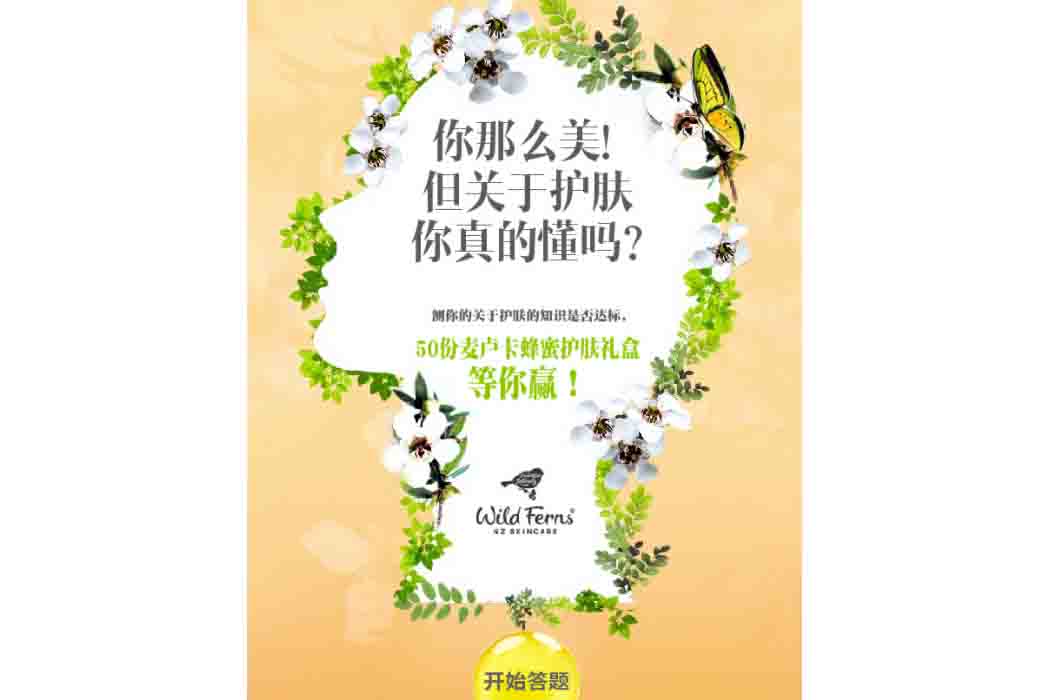 你那么美!
但关于护肤
你真的懂吗?
测你的关于护肤的知识是否达标,
50份麦卢卡蜂蜜护肤礼盒
等你赢!
Wild Ferns®
NZ SKINCARE
开始答题